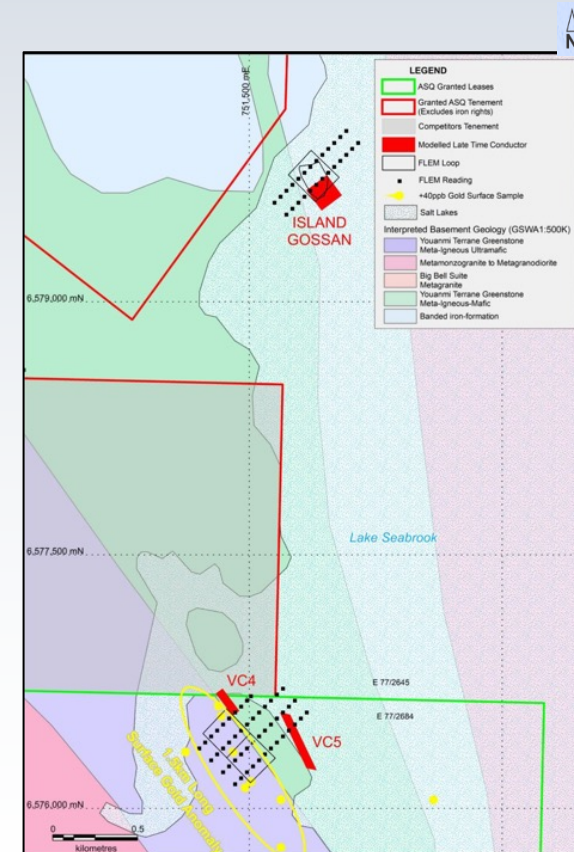 N
751,500 mE
LEGEND
ASQ Granted Leases
Granted ASQ Tenement
(Excludes iron rights)
Competitors Tenement
Modelled Late Time Conductor
FLEM Loop
FLEM Reading
+40ppb Gold Surface Sample
Salt Lakes
Interpreted Basement Geology (GSWA1:500K)
Youanmi Terrane Greenstone
Meta-Igneous Ultramafic
Metamonzogranite to Metagranodiorite
Big Bell Suite
Metagranite
Youanmi Terrane Greenstone
Meta-Igneous-Mafic
Banded iron-formation
ISLAND
GOSSAN
6,579,000 mN
6,577,500 mN
Lake Seabrook
VC4
E 77/2645
E 77/2684
VC5
1.5km Long
Surface Gold Anomaly
6,576,000 mN
0 0.5
kilometres